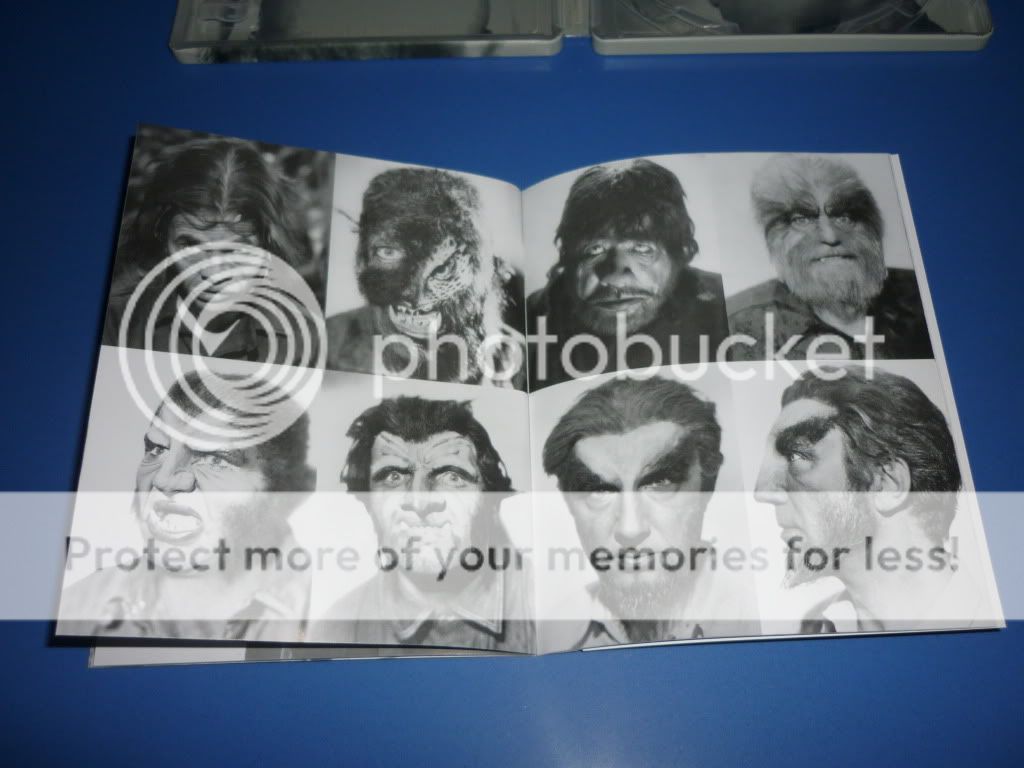 photobucket
Protect more of your memories for less!